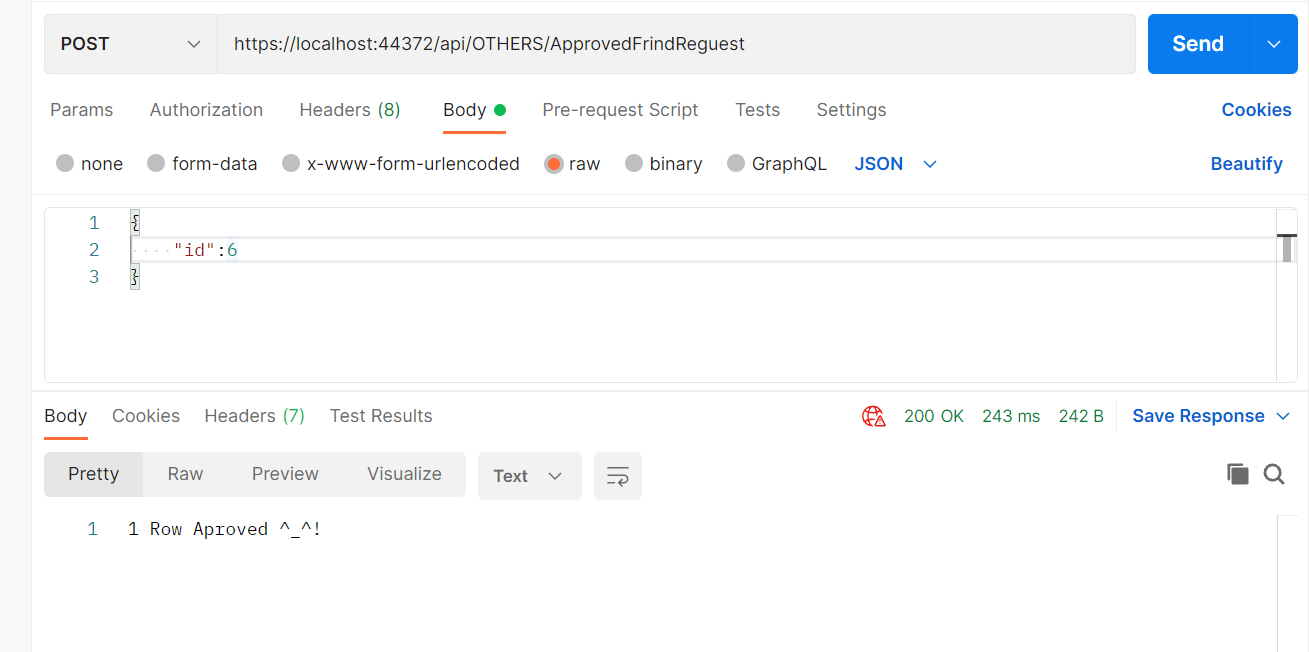 POST https://localhost:44372/api/OTHERS/ApprovedFrindReguest Send
Params Authorization Headers (8) Body Pre-request Script Tests Settings Cookies
none form-data x-www-form-urlencoded raw binary GraphQL JSON Beautify
1 {
2 ····"id":6
3 }
Body Cookies Headers (7) Test Results 200 OK 243 ms 242 B Save Response
Pretty Raw Preview Visualize Text
1 1 Row Aproved ^_^!